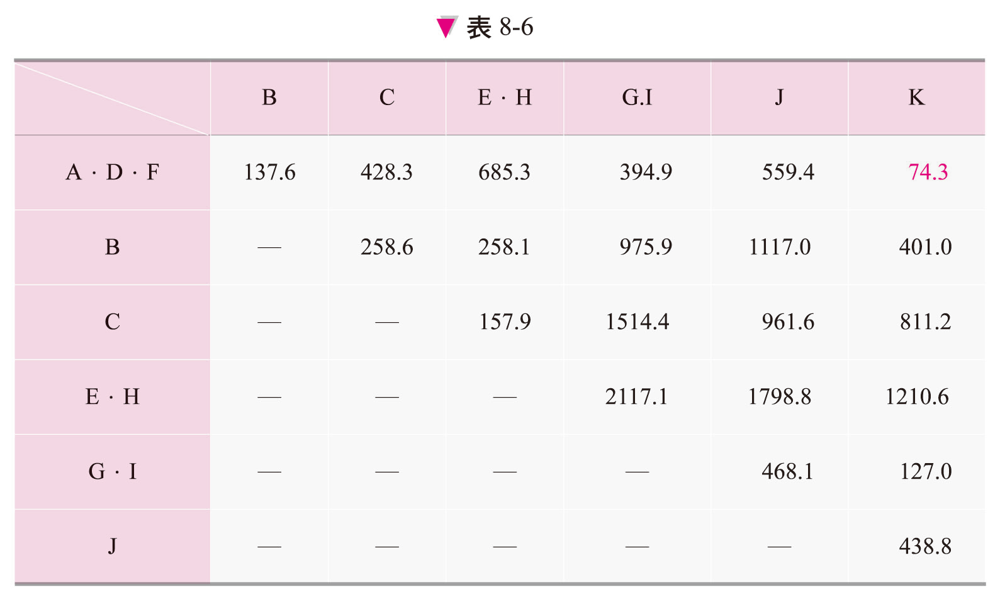 ▼ 表 8-6
B C E · H G.I J K
A · D · F 137.6 428.3 685.3 394.9 559.4 74.3
B — 258.6 258.1 975.9 1117.0 401.0
C — — 157.9 1514.4 961.6 811.2
E · H — — — 2117.1 1798.8 1210.6
G · I — — — — 468.1 127.0
J — — — — — 438.8